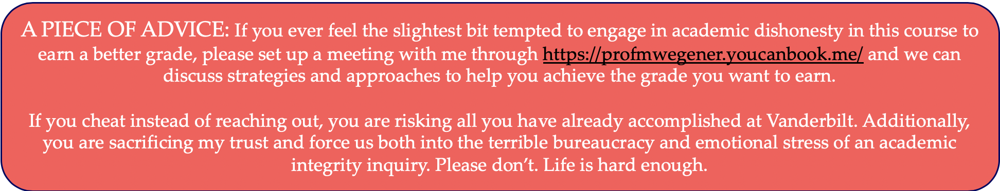 A PIECE OF ADVICE: If you ever feel the slightest bit tempted to engage in academic dishonesty in this course to
earn a better grade, please set up a meeting with me through https://profmwegener.youcanbook.me/ and we can
discuss strategies and approaches to help you achieve the grade you want to earn.
If you cheat instead of reaching out, you are risking all you have already accomplished at Vanderbilt. Additionally,
you are sacrificing my trust and force us both into the terrible bureaucracy and emotional stress of an academic
integrity inquiry. Please don’t. Life is hard enough.